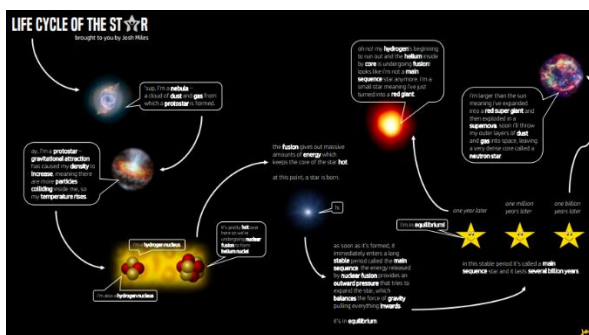 LIFE CYCLE OF THE ST R
brought to you by Josh Miles
'sup, I'm a nebula –
a cloud of dust and gas from
which a protostar is formed.
ay, I'm a protostar –
gravitational attraction
has caused my density to
increase, meaning there
are more particles
colliding inside me, so
my temperature rises.
I'm a hydrogen nucleus
I'm also a hydrogen nucleus
it's pretty hot in
here so we're
undergoing nuclear
fusion to form
helium nuclei
the fusion gives out massive
amounts of energy which
keeps the core of the star hot
at this point, a star is born.
hi
as soon as it's formed, it
immediately enters a long
stable period called the main
sequence. the energy released
by nuclear fusion provides an
outward pressure that tries to
expand the star, which
balances the force of gravity
pulling everything inwards.
it's in equilibrium
I'm in equilibrium!
one year later
one million
years later
one billion
years later
in this stable period it's called a main
sequence star and it lasts several billion years
oh no! my hydrogen's beginning
to run out and the helium inside
by core is undergoing fusion!
looks like I'm not a main
sequence star anymore. I'm a
small star meaning I've just
turned into a red giant.
I'm larger than the sun
meaning I've expanded
into a red super giant and
then exploded in a
supernova. soon I'll throw
my outer layers of dust
and gas into space, leaving
a very dense core called a
neutron star